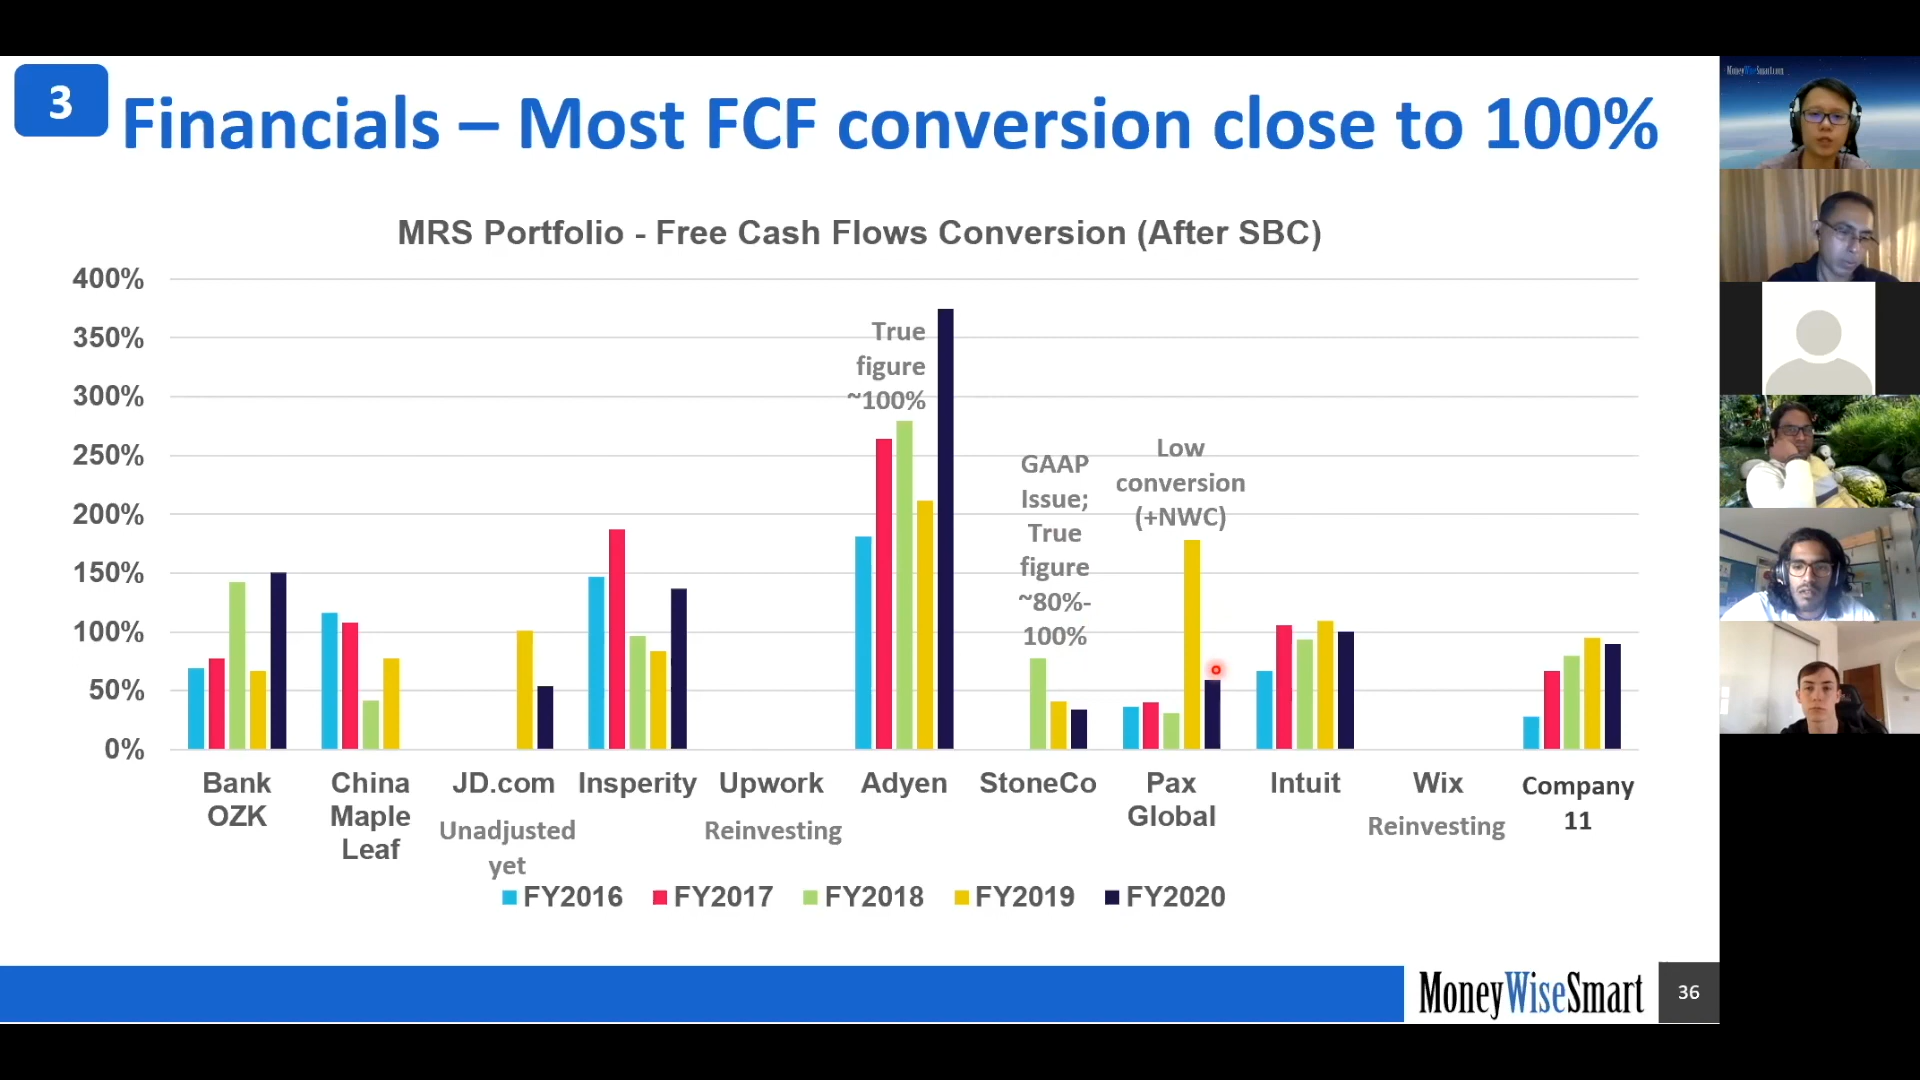 3
Financials – Most FCF conversion close to 100%
MRS Portfolio - Free Cash Flows Conversion (After SBC)
400%
350%
300%
250%
200%
150%
100%
50%
0%
True
figure
~100%
GAAP
Issue;
True
figure
~80%-
100%
Low
conversion
(+NWC)
Bank
OZK
China
Maple
Leaf
JD.com
Unadjusted
yet
Insperity
Upwork
Reinvesting
Adyen
StoneCo
Pax
Global
Intuit
Wix
Reinvesting
Company
11
FY2016 FY2017 FY2018 FY2019 FY2020
MoneyWiseSmart
36
MoneyWiseSmart.com